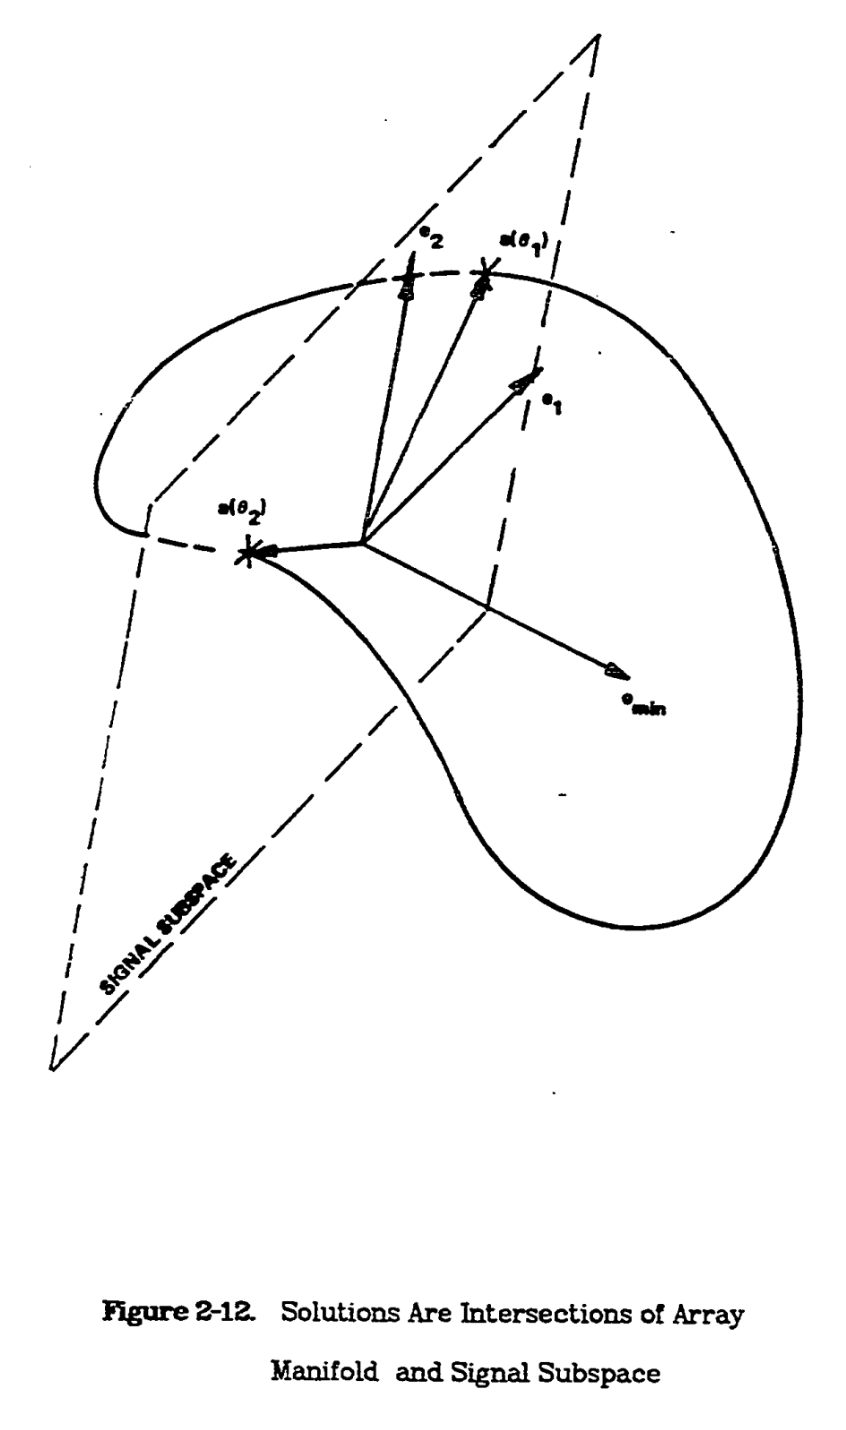 e2
a(θ1)
e1
a(θ2)
emin
SIGNAL SUBSPACE
Figure 2-12. Solutions Are Intersections of Array
Manifold and Signal Subspace